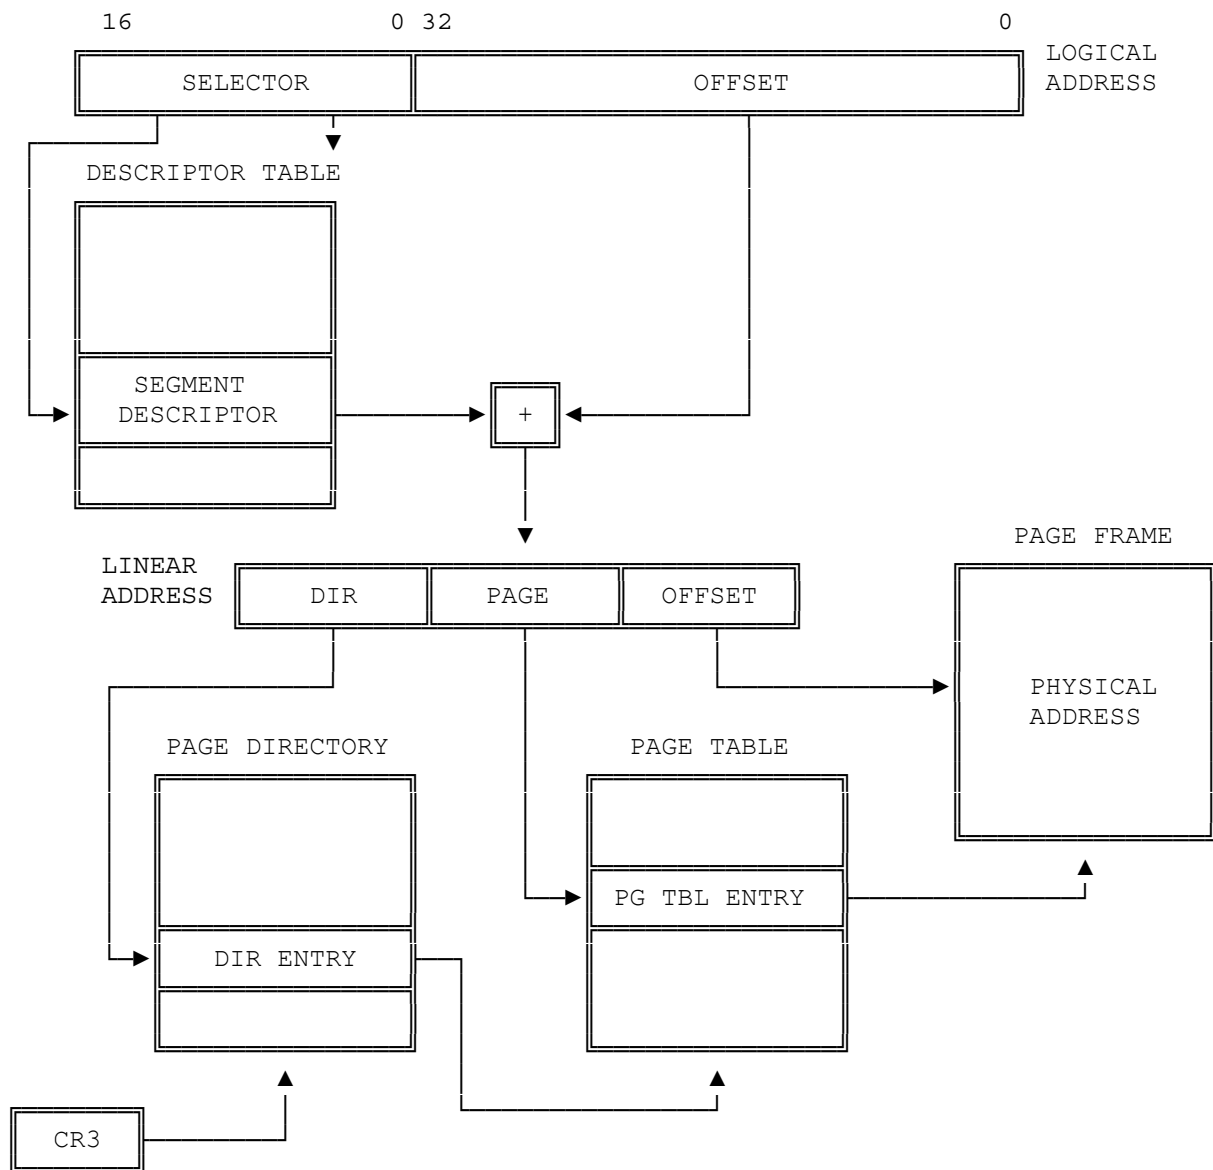 16 0 32 0
LOGICAL
ADDRESS
SELECTOR OFFSET
DESCRIPTOR TABLE
SEGMENT
DESCRIPTOR
+
PAGE FRAME
LINEAR
ADDRESS
DIR PAGE OFFSET
PHYSICAL
ADDRESS
PAGE DIRECTORY PAGE TABLE
PG TBL ENTRY
DIR ENTRY
CR3